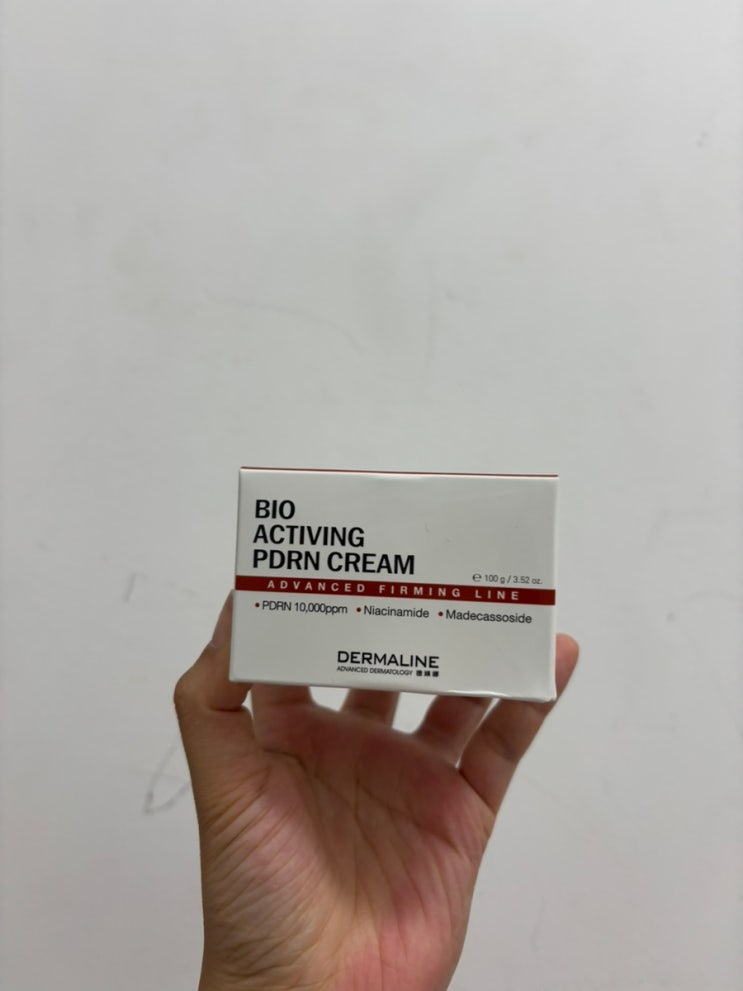 BIO
ACTIVING
PDRN CREAM
℮ 100 g / 3.52 oz.
ADVANCED FIRMING LINE
• PDRN 10,000ppm • Niacinamide • Madecassoside
DERMALINE
ADVANCED DERMATOLOGY